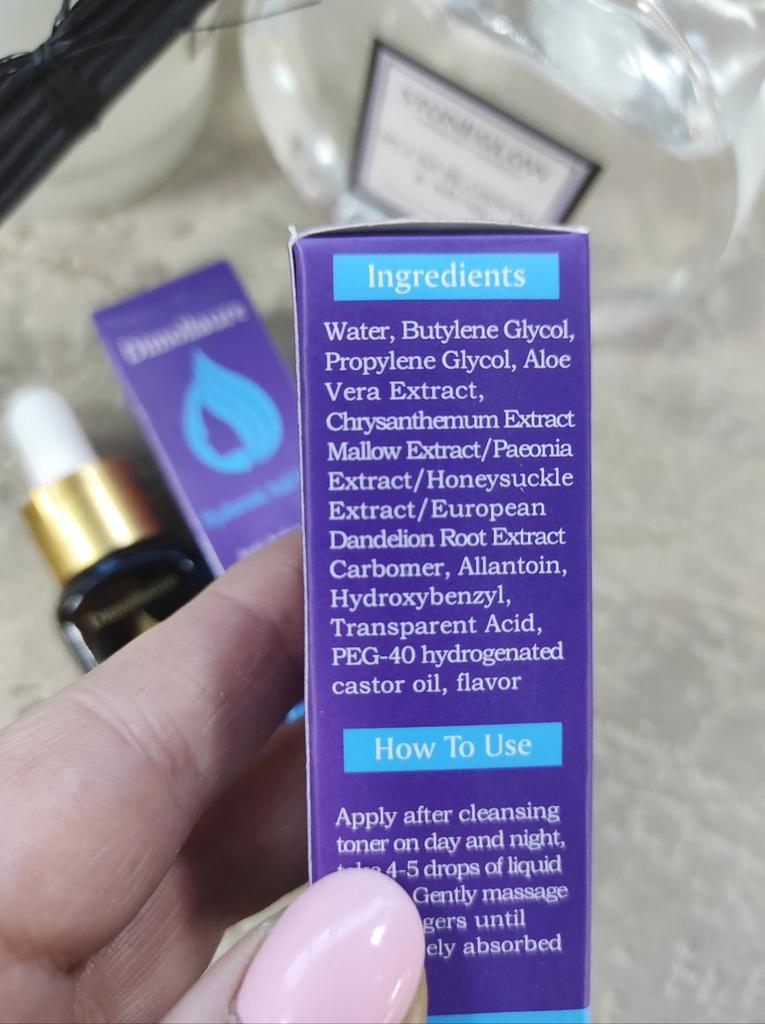 Ingredients
Water, Butylene Glycol,
Propylene Glycol, Aloe
Vera Extract,
Chrysanthemum Extract
Mallow Extract/Paeonia
Extract/Honeysuckle
Extract/European
Dandelion Root Extract
Carbomer, Allantoin,
Hydroxybenzyl,
Transparent Acid,
PEG-40 hydrogenated
castor oil, flavor
How To Use
Apply after cleansing
toner on day and night,
take 4-5 drops of liquid
Gently massage
gers until
ely absorbed